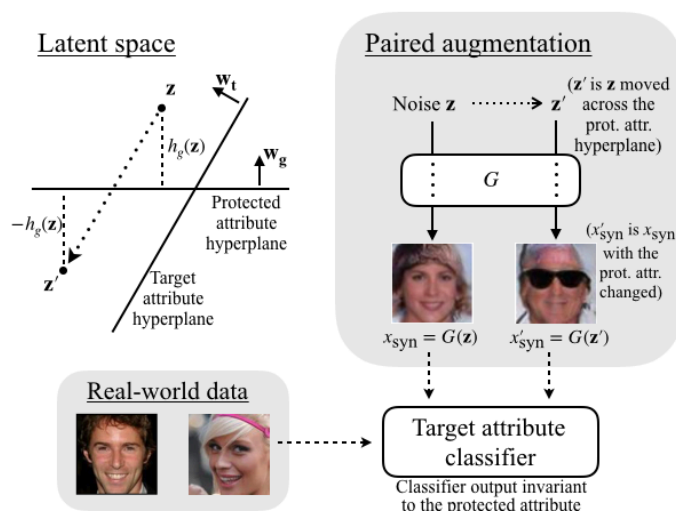 Latent space
z
w_t
h_g(z)
w_g
Protected
attribute
hyperplane
−h_g(z)
z′
Target
attribute
hyperplane
Paired augmentation
Noise z
z′
(z′ is z moved
across the
prot. attr.
hyperplane)
G
(x′_syn is x_syn
with the
prot. attr.
changed)
x_syn = G(z)
x′_syn = G(z′)
Real-world data
Target attribute
classifier
Classifier output invariant
to the protected attribute